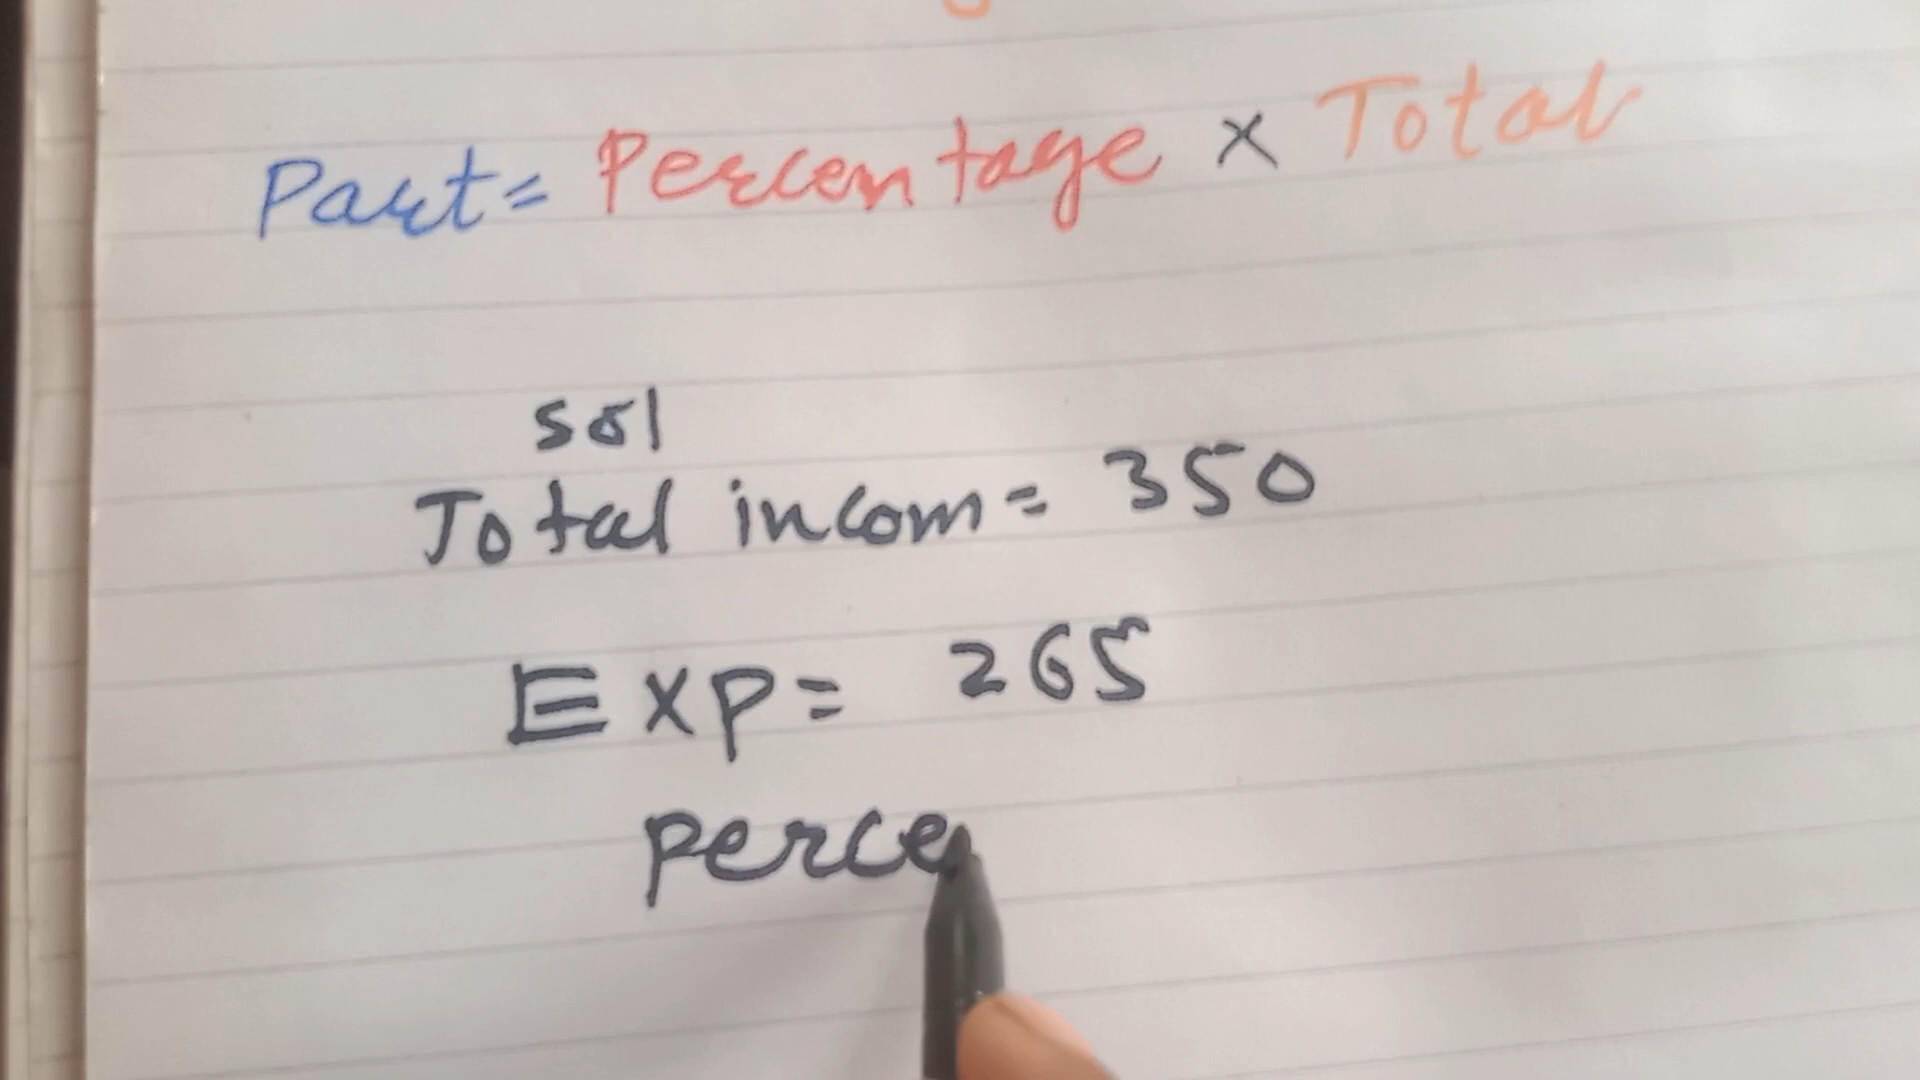 Part= Percentage x Total
sol
Total incom= 350
Exp= 265
perce